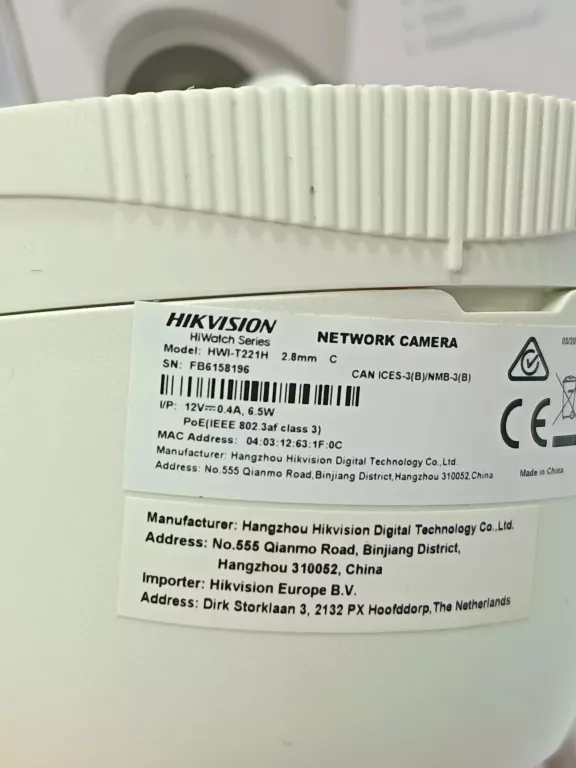 HIKVISION
HiWatch Series
NETWORK CAMERA
Model: HWI-T221H 2.8mm C
SN: FB6158196
CAN ICES-3(B)/NMB-3(B)
I/P: 12V⎓0.4A, 6.5W
PoE(IEEE 802.3af class 3)
MAC Address: 04:03:12:63:1F:0C
Manufacturer: Hangzhou Hikvision Digital Technology Co.,Ltd.
Address: No.555 Qianmo Road,Binjiang District,Hangzhou 310052,China
CE
Made in China
Manufacturer: Hangzhou Hikvision Digital Technology Co.,Ltd.
Address: No.555 Qianmo Road, Binjiang District,
Hangzhou 310052, China
Importer: Hikvision Europe B.V.
Address: Dirk Storklaan 3, 2132 PX Hoofddorp,The Netherlands